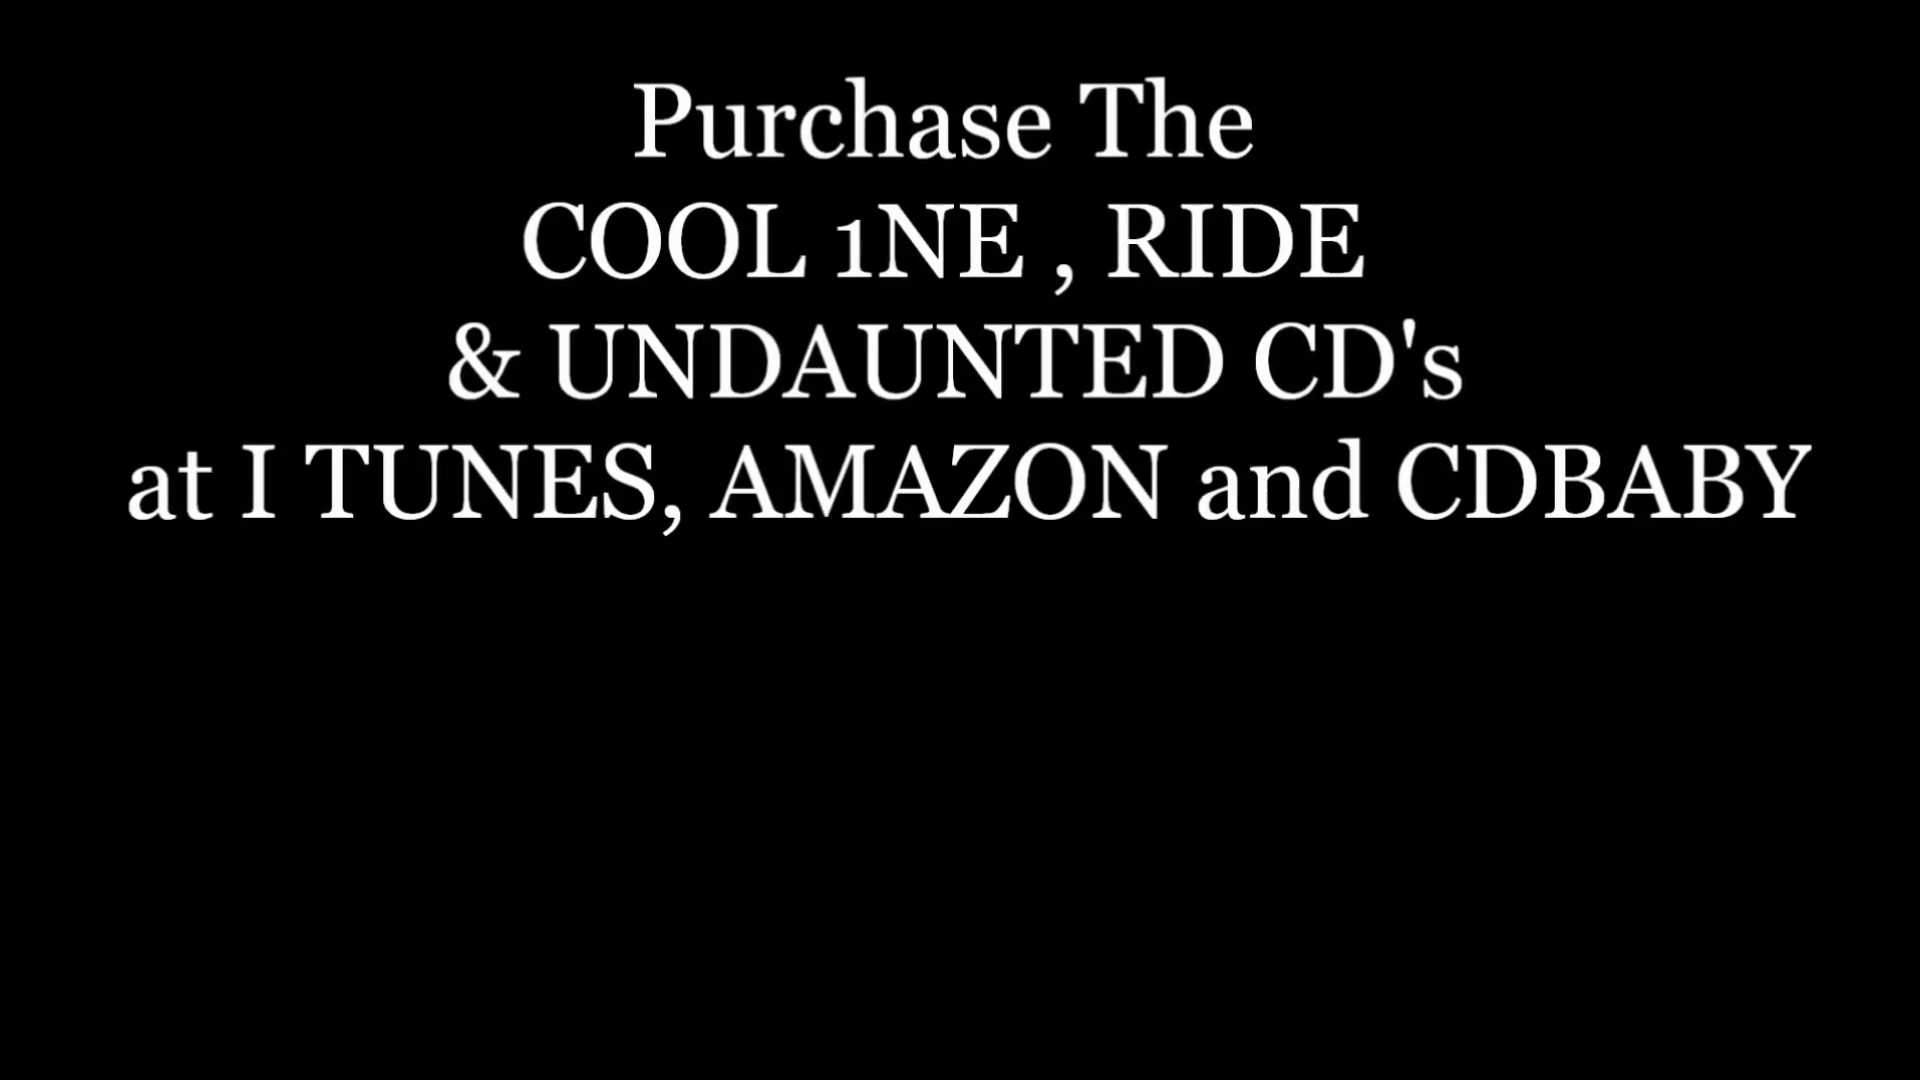 Purchase The
COOL 1NE , RIDE
& UNDAUNTED CD's
at I TUNES, AMAZON and CDBABY